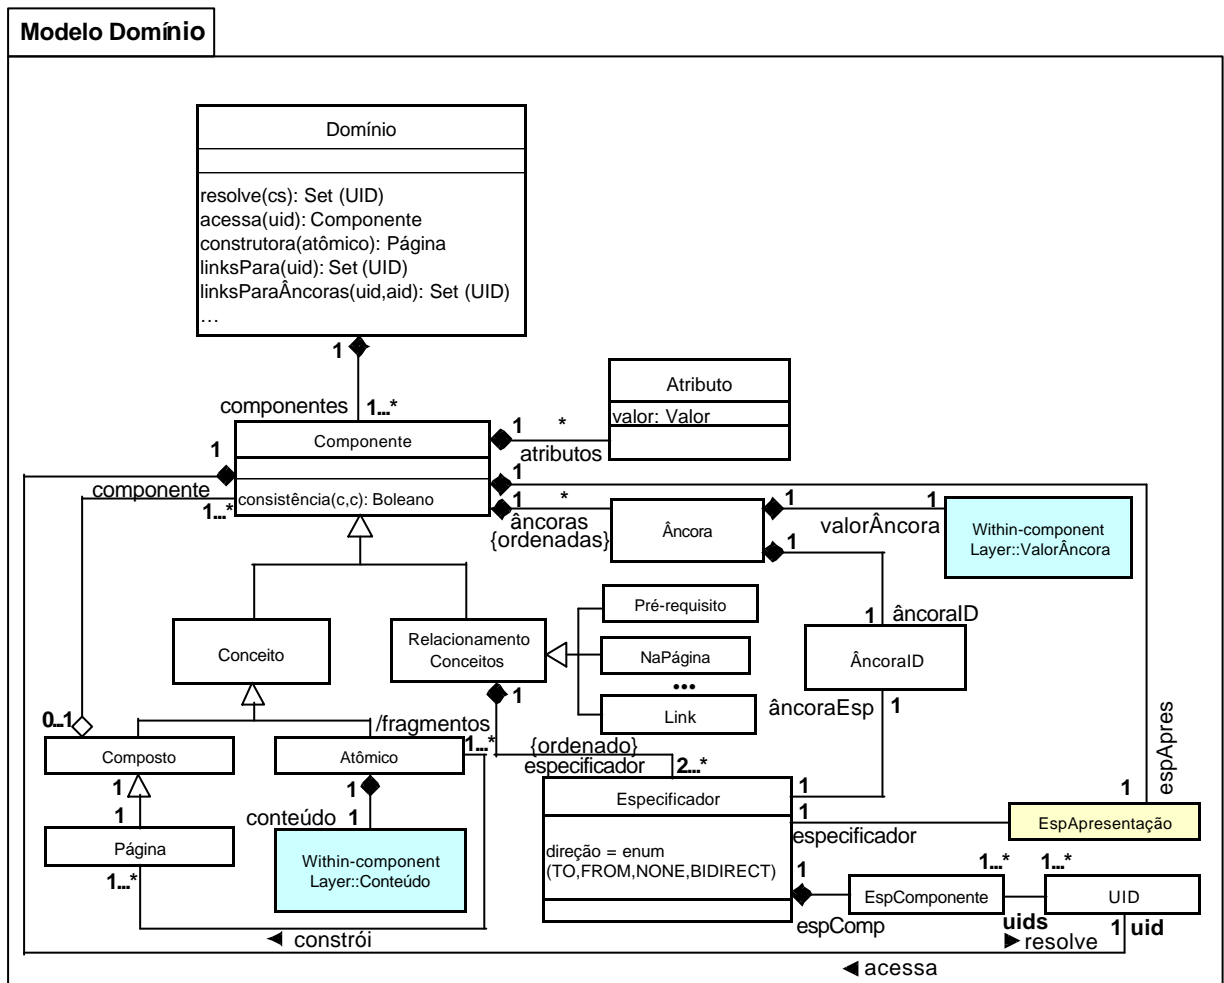 Modelo Domínio
Domínio
resolve(cs): Set (UID)
acessa(uid): Componente
construtora(atômico): Página
linksPara(uid): Set (UID)
linksParaÂncoras(uid,aid): Set (UID)
...
1
componentes 1...*
Componente
consistência(c,c): Boleano
Atributo
valor: Valor
1 *
atributos
1
componente
1...*
1
1 *
âncoras
{ordenadas}
Âncora
1 1
valorÂncora
Within-component
Layer::ValorÂncora
1
1 âncoraID
ÂncoraID
âncoraEsp 1
Conceito
Relacionamento
Conceitos
Pré-requisito
NaPágina
...
Link
1
0...1
/fragmentos
1...*
Composto
Atômico
{ordenado}
especificador 2...*
1
1
Página
1...*
1
conteúdo 1
Within-component
Layer::Conteúdo
Especificador
direção = enum
(TO,FROM,NONE,BIDIRECT)
1
1
especificador
1
espApres
EspApresentação
1
espComp
EspComponente
1...* 1...*
uids
UID
1 uid
resolve
constrói
acessa